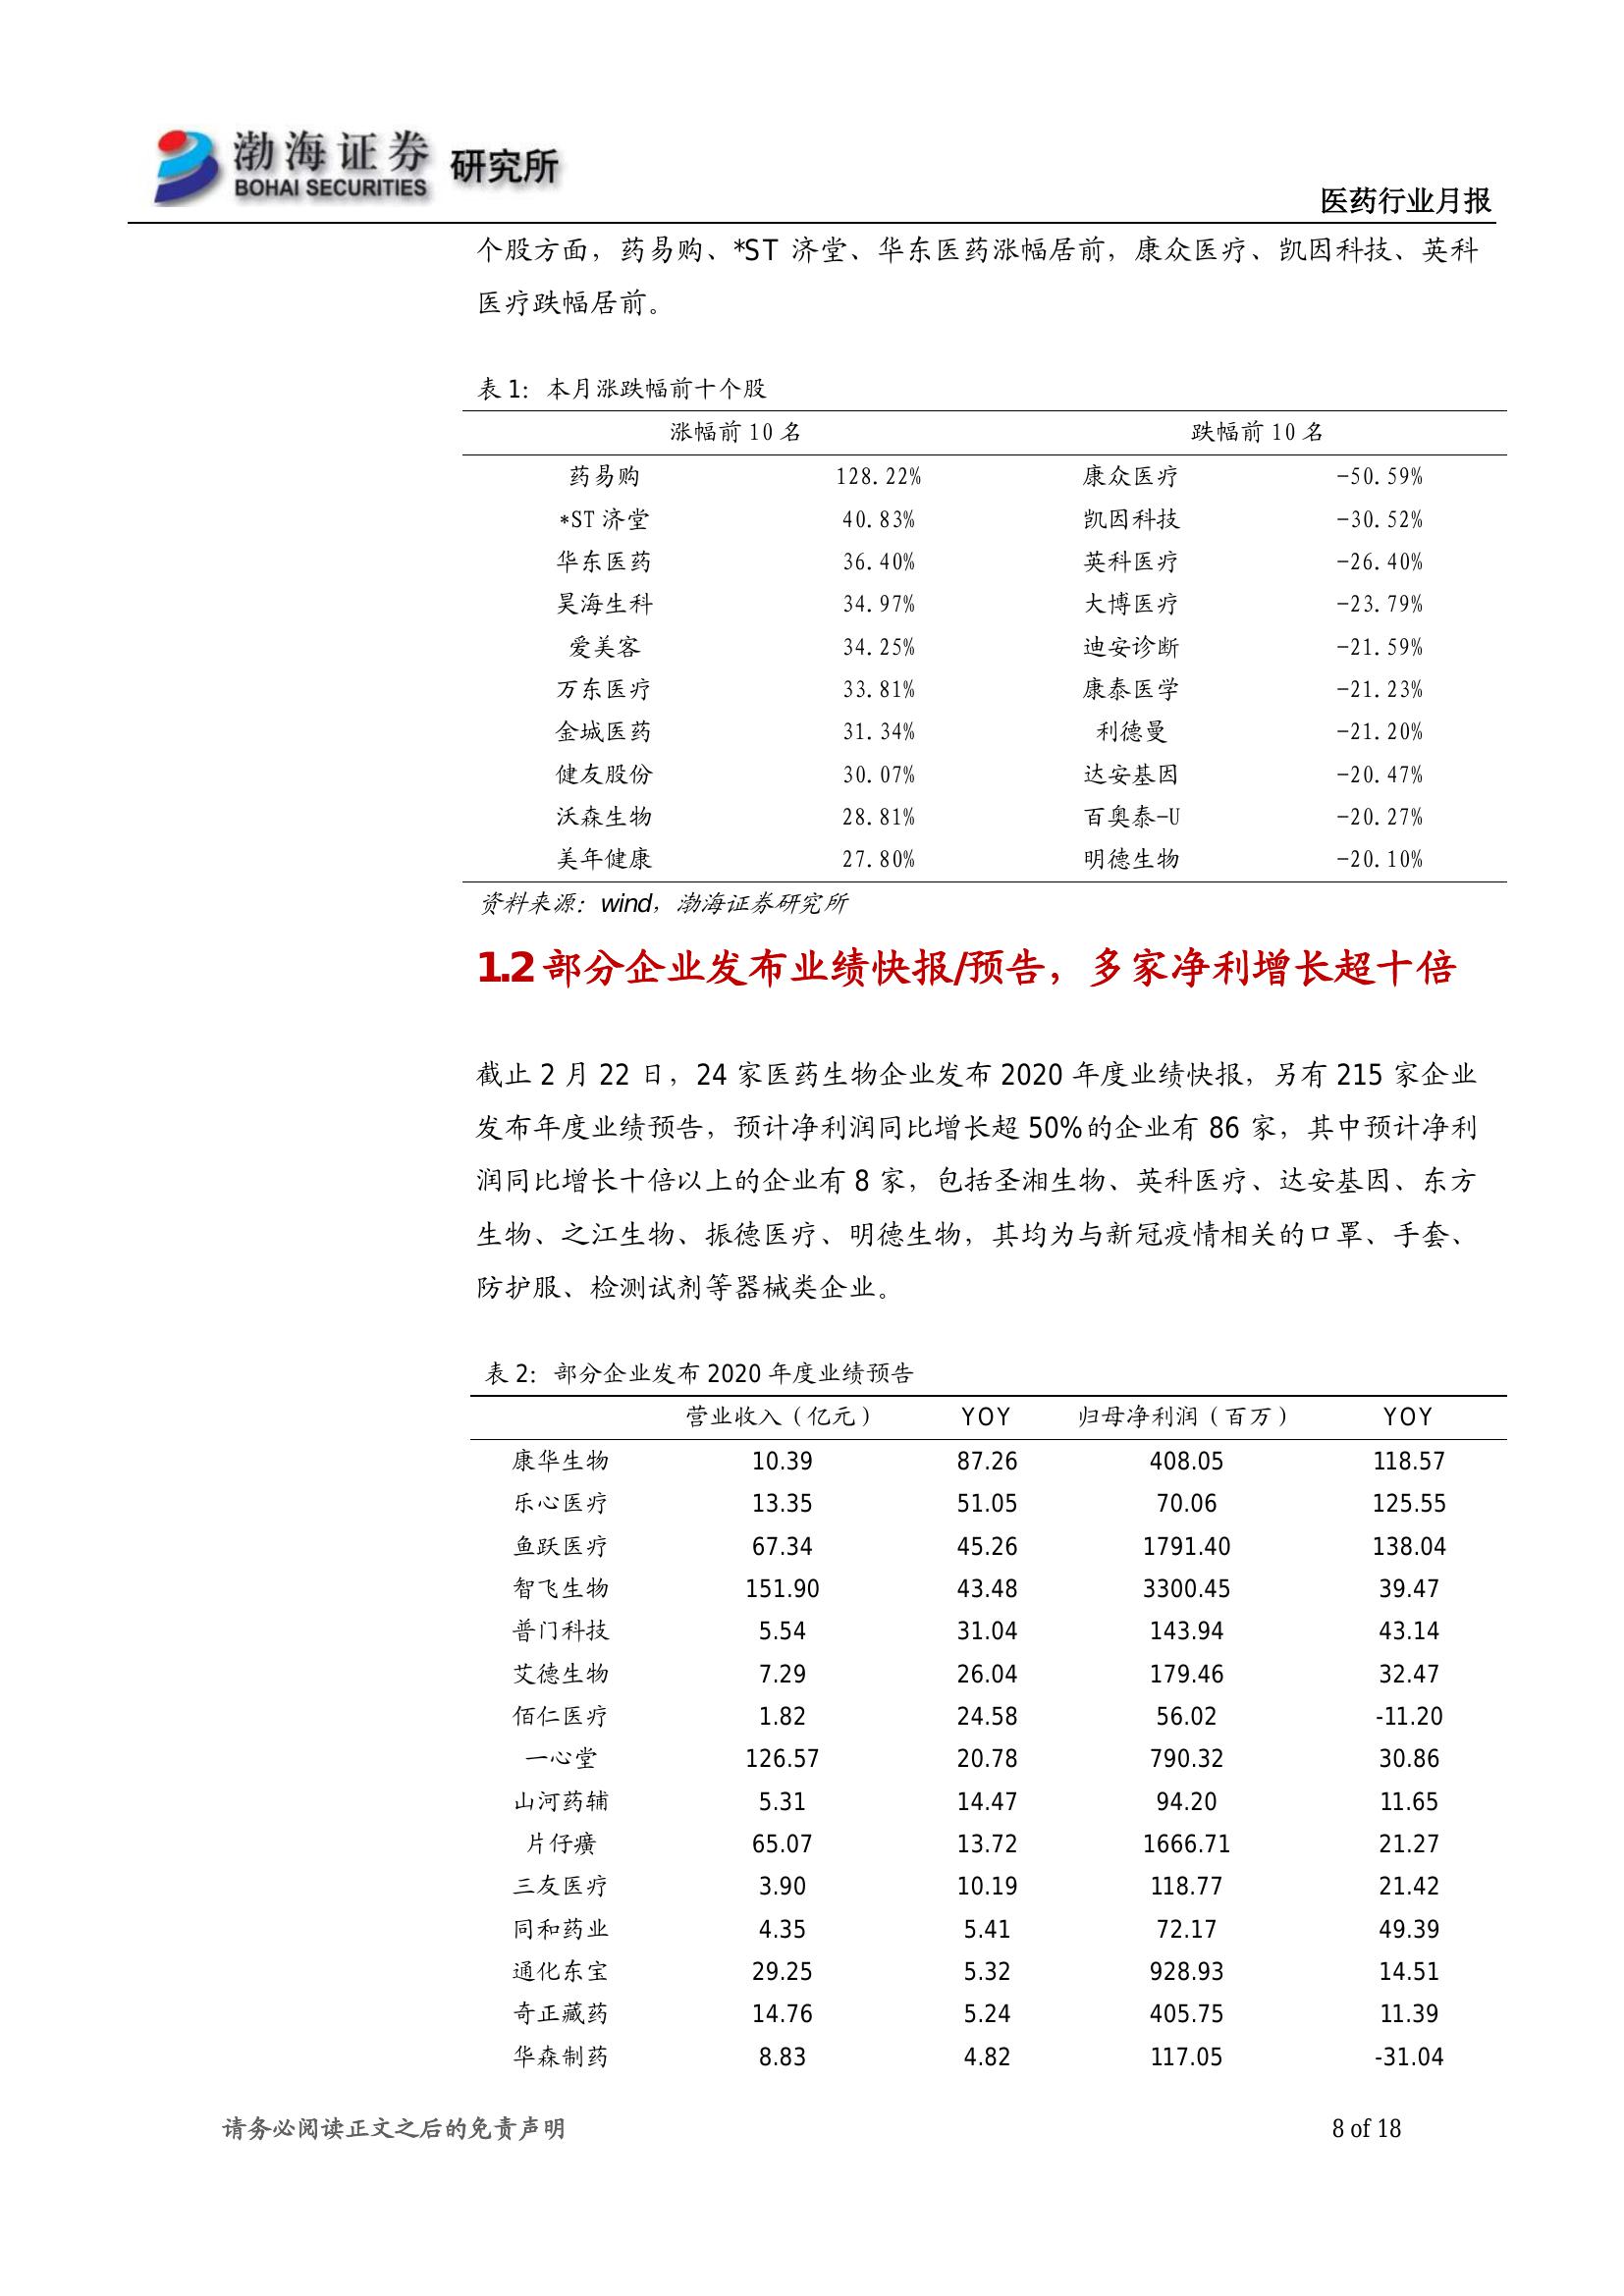 渤海证券 研究所
BOHAI SECURITIES
医药行业月报
个股方面，药易购、*ST 济堂、华东医药涨幅居前，康众医疗、凯因科技、英科
医疗跌幅居前。
表 1：本月涨跌幅前十个股
涨幅前 10 名 跌幅前 10 名
药易购 128.22% 康众医疗 -50.59%
*ST 济堂 40.83% 凯因科技 -30.52%
华东医药 36.40% 英科医疗 -26.40%
昊海生科 34.97% 大博医疗 -23.79%
爱美客 34.25% 迪安诊断 -21.59%
万东医疗 33.81% 康泰医学 -21.23%
金城医药 31.34% 利德曼 -21.20%
健友股份 30.07% 达安基因 -20.47%
沃森生物 28.81% 百奥泰-U -20.27%
美年健康 27.80% 明德生物 -20.10%
资料来源：wind，渤海证券研究所
1.2 部分企业发布业绩快报/预告，多家净利增长超十倍
截止 2 月 22 日，24 家医药生物企业发布 2020 年度业绩快报，另有 215 家企业
发布年度业绩预告，预计净利润同比增长超 50%的企业有 86 家，其中预计净利
润同比增长十倍以上的企业有 8 家，包括圣湘生物、英科医疗、达安基因、东方
生物、之江生物、振德医疗、明德生物，其均为与新冠疫情相关的口罩、手套、
防护服、检测试剂等器械类企业。
表 2：部分企业发布 2020 年度业绩预告
营业收入（亿元） YOY 归母净利润（百万） YOY
康华生物 10.39 87.26 408.05 118.57
乐心医疗 13.35 51.05 70.06 125.55
鱼跃医疗 67.34 45.26 1791.40 138.04
智飞生物 151.90 43.48 3300.45 39.47
普门科技 5.54 31.04 143.94 43.14
艾德生物 7.29 26.04 179.46 32.47
佰仁医疗 1.82 24.58 56.02 -11.20
一心堂 126.57 20.78 790.32 30.86
山河药辅 5.31 14.47 94.20 11.65
片仔癀 65.07 13.72 1666.71 21.27
三友医疗 3.90 10.19 118.77 21.42
同和药业 4.35 5.41 72.17 49.39
通化东宝 29.25 5.32 928.93 14.51
奇正藏药 14.76 5.24 405.75 11.39
华森制药 8.83 4.82 117.05 -31.04
请务必阅读正文之后的免责声明 8 of 18